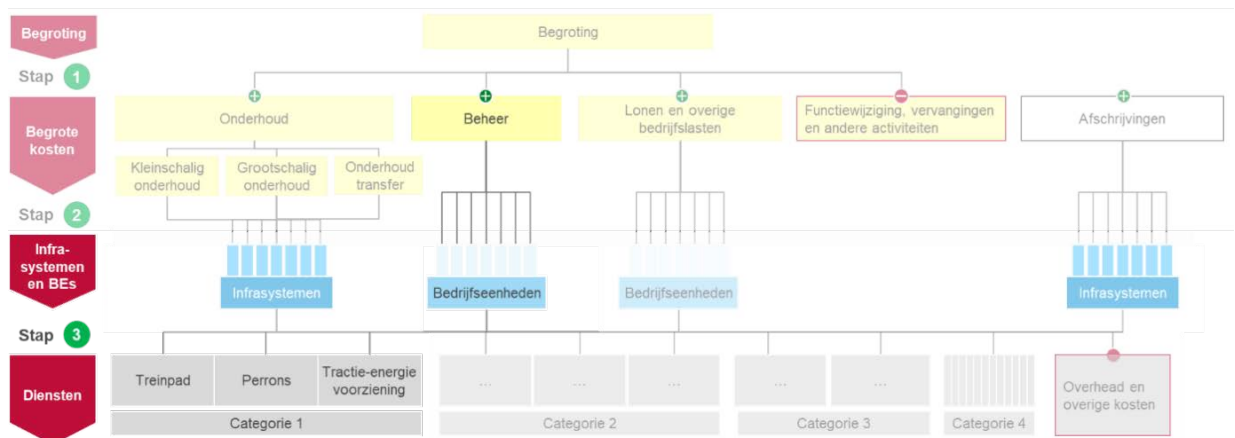 Begroting
Begroting
Stap 1
Begrote
kosten
Onderhoud
Beheer
Lonen en overige
bedrijfslasten
Functiewijziging, vervangingen
en andere activiteiten
Afschrijvingen
Kleinschalig
onderhoud
Grootschalig
onderhoud
Onderhoud
transfer
Stap 2
Infra-
systemen
en BEs
Infrasystemen
Bedrijfseenheden
Bedrijfseenheden
Infrasystemen
Stap 3
Diensten
Treinpad
Perrons
Tractie-energie
voorziening
...
...
...
...
...
Overhead en
overige kosten
Categorie 1
Categorie 2
Categorie 3
Categorie 4